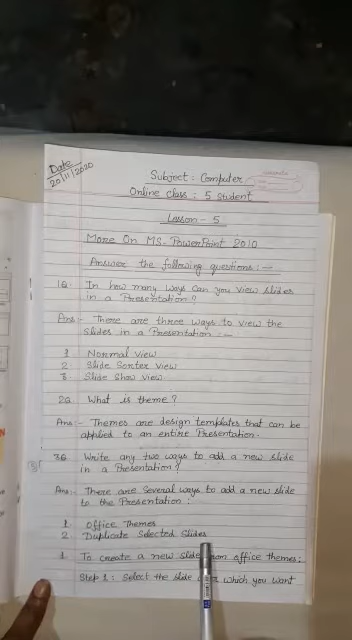 Date
20/11/2020
Subject: Computer
Online class: 5 Student
Lesson - 5
More On MS-PowerPoint 2010
Answer the following questions:-
1Q. In how many ways can you view slides
in a Presentation?
Ans:- There are three ways to view the
Slides in a Presentation:-
1 Normal View
2. Slide Sorter View
3 Slide Show View
2Q What is theme?
Ans:- Themes are design templates that can be
applied to an entire Presentation.
3Q Write any two ways to add a new slide
in a Presentation?
Ans:- There are Several ways to add a new slide
to the Presentation:
1. Office Themes
2. Duplicate Selected Slides
1. To create a new Slide from office themes:
Step 1: Select the slide which you want